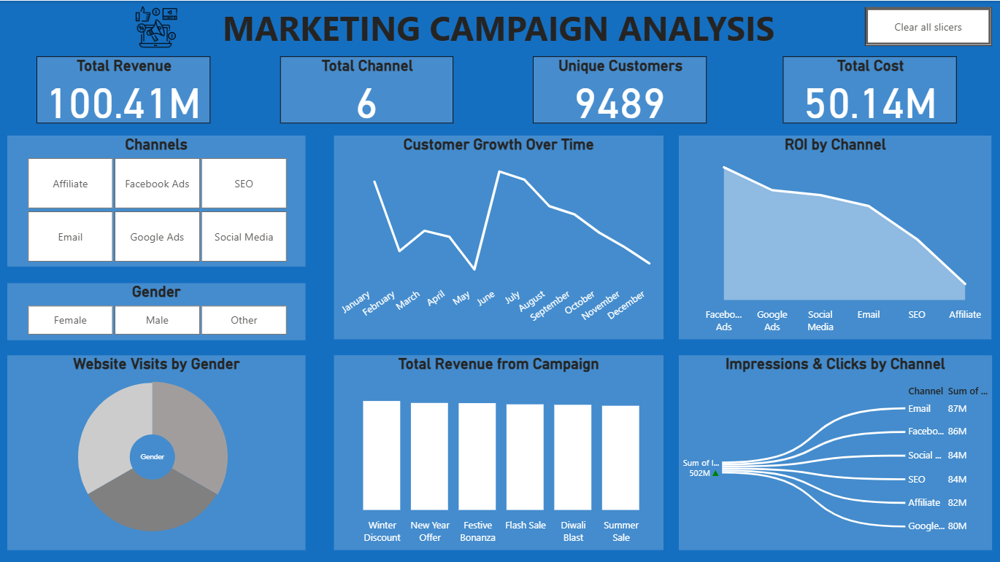 MARKETING CAMPAIGN ANALYSIS
Clear all slicers
Total Revenue
100.41M
Total Channel
6
Unique Customers
9489
Total Cost
50.14M
Channels
Affiliate
Facebook Ads
SEO
Email
Google Ads
Social Media
Gender
Female
Male
Other
Customer Growth Over Time
January
February
March
April
May
June
July
August
September
October
November
December
ROI by Channel
Facebo...
Ads
Google
Ads
Social
Media
Email
SEO
Affiliate
Website Visits by Gender
Gender
Total Revenue from Campaign
Winter
Discount
New Year
Offer
Festive
Bonanza
Flash Sale
Diwali
Blast
Summer
Sale
Impressions & Clicks by Channel
Channel Sum of ...
Email 87M
Facebo... 86M
Social ... 84M
Sum of I...
502M
SEO 84M
Affiliate 82M
Google... 80M